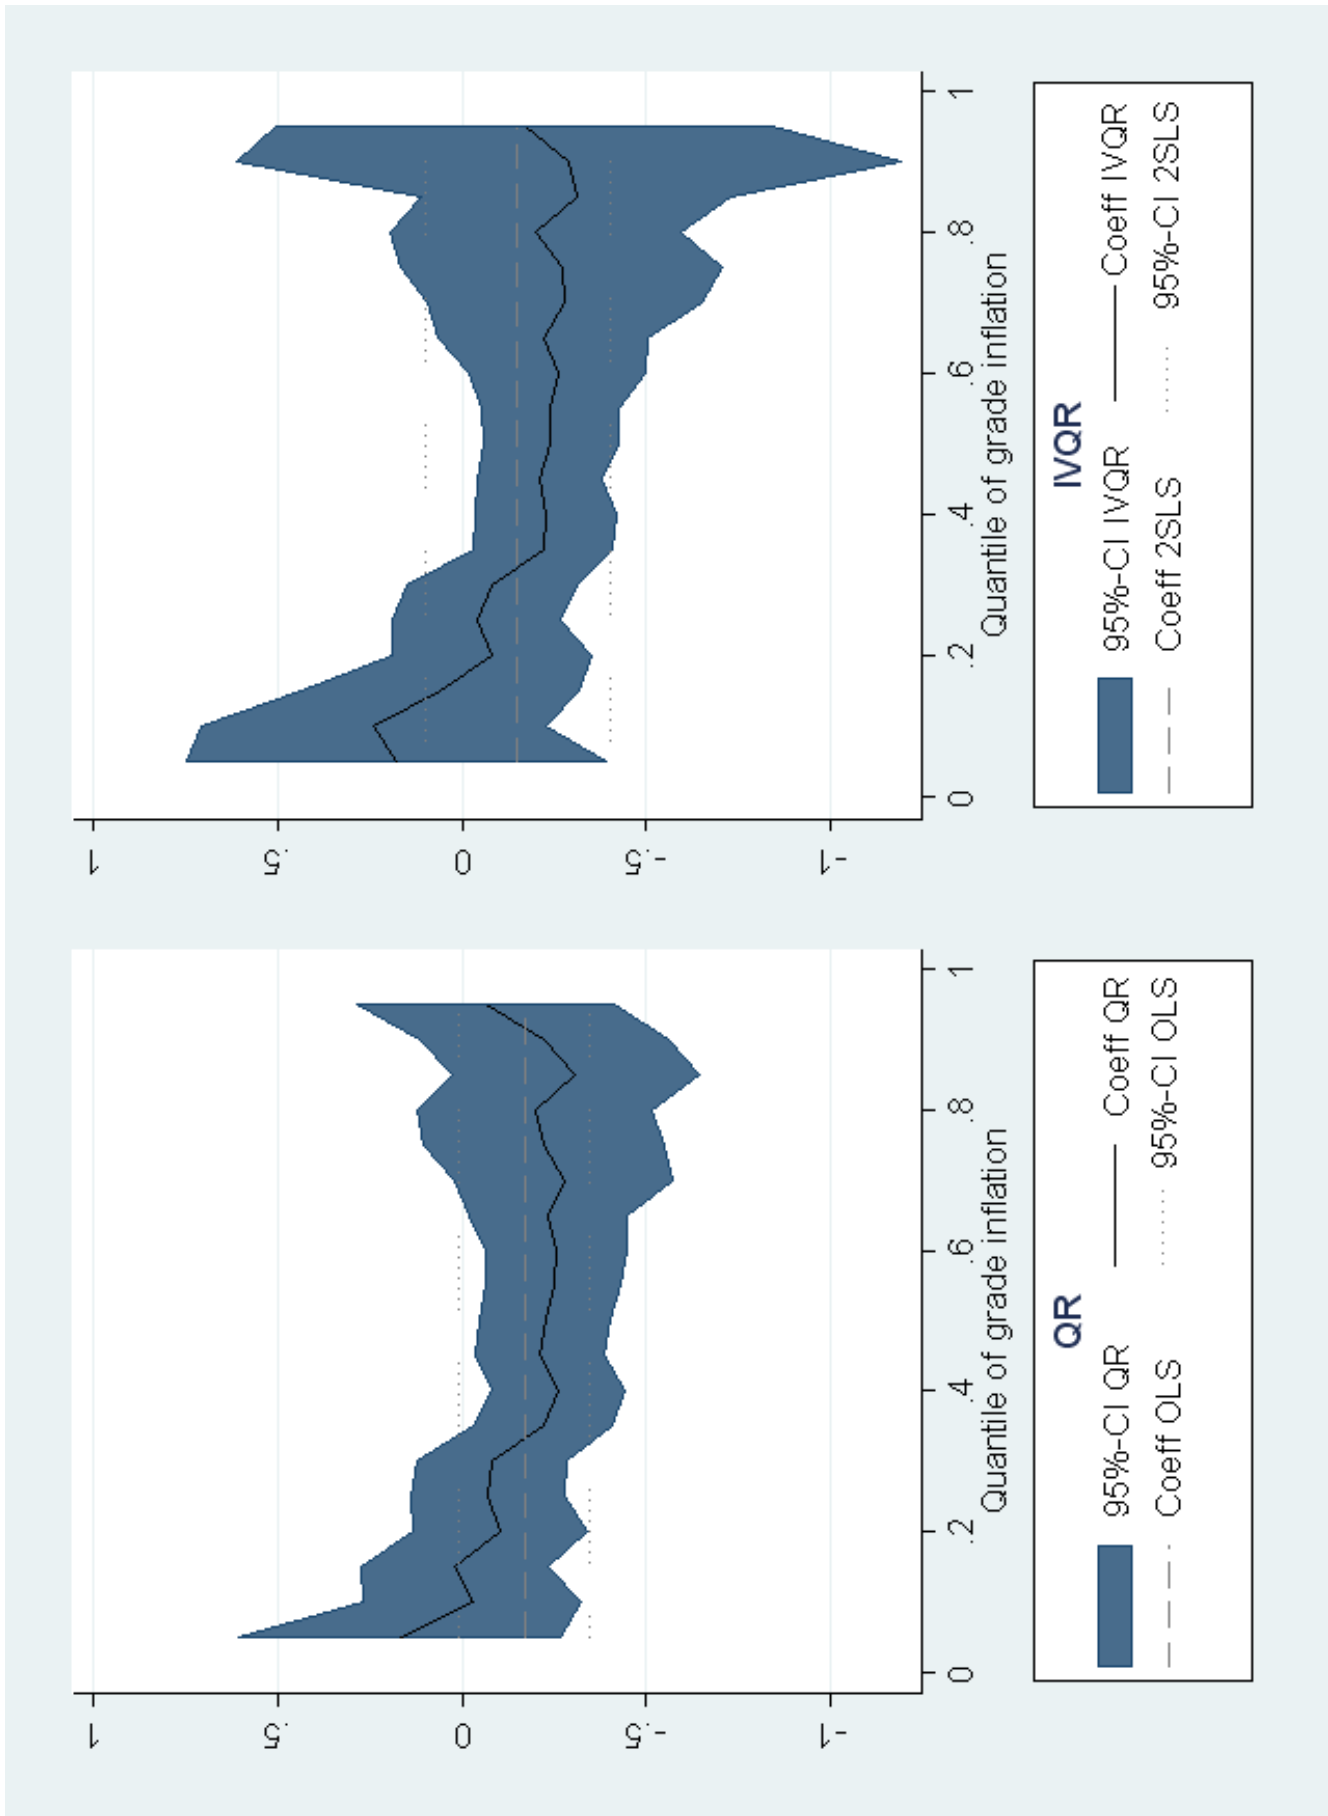 1
.5
0
-.5
-1
0 .2 .4 .6 .8 1
Quantile of grade inflation
QR
95%-CI QR Coeff QR
Coeff OLS 95%-CI OLS
1
.5
0
-.5
-1
0 .2 .4 .6 .8 1
Quantile of grade inflation
IVQR
95%-CI IVQR Coeff IVQR
Coeff 2SLS 95%-CI 2SLS